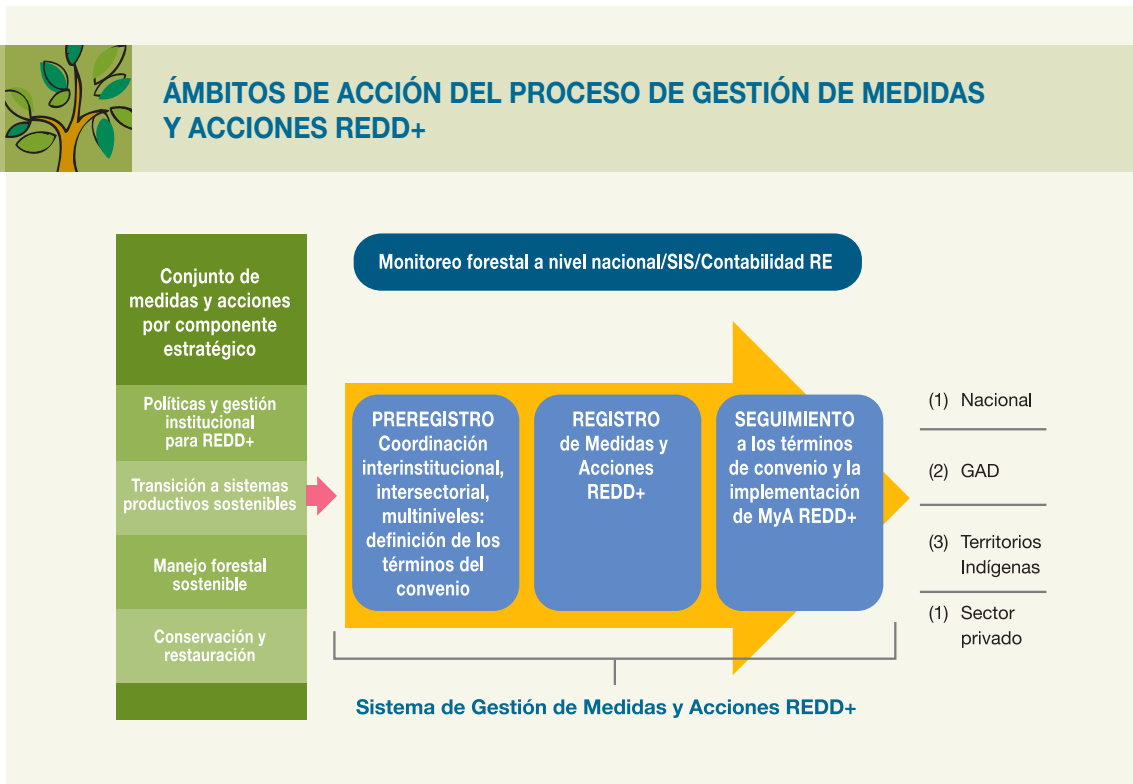 ÁMBITOS DE ACCIÓN DEL PROCESO DE GESTIÓN DE MEDIDAS
Y ACCIONES REDD+
Conjunto de
medidas y acciones
por componente
estratégico
Políticas y gestión
institucional
para REDD+
Transición a sistemas
productivos sostenibles
Manejo forestal
sostenible
Conservación y
restauración
Monitoreo forestal a nivel nacional/SIS/Contabilidad RE
PREREGISTRO
Coordinación
interinstitucional,
intersectorial,
multiniveles:
definición de los
términos del
convenio
REGISTRO
de Medidas y
Acciones
REDD+
SEGUIMIENTO
a los términos
de convenio y la
implementación
de MyA REDD+
(1) Nacional
(2) GAD
(3) Territorios
Indígenas
(1) Sector
privado
Sistema de Gestión de Medidas y Acciones REDD+